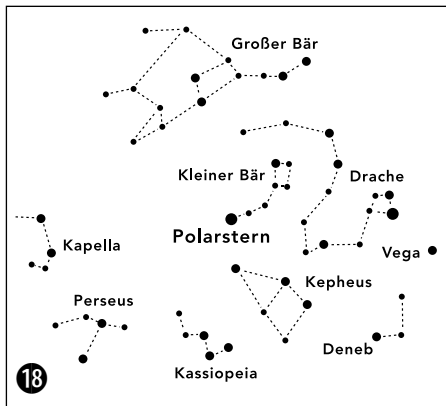 Großer Bär
Kleiner Bär
Drache
Polarstern
Kapella
Vega
Kepheus
Perseus
Deneb
Kassiopeia
18